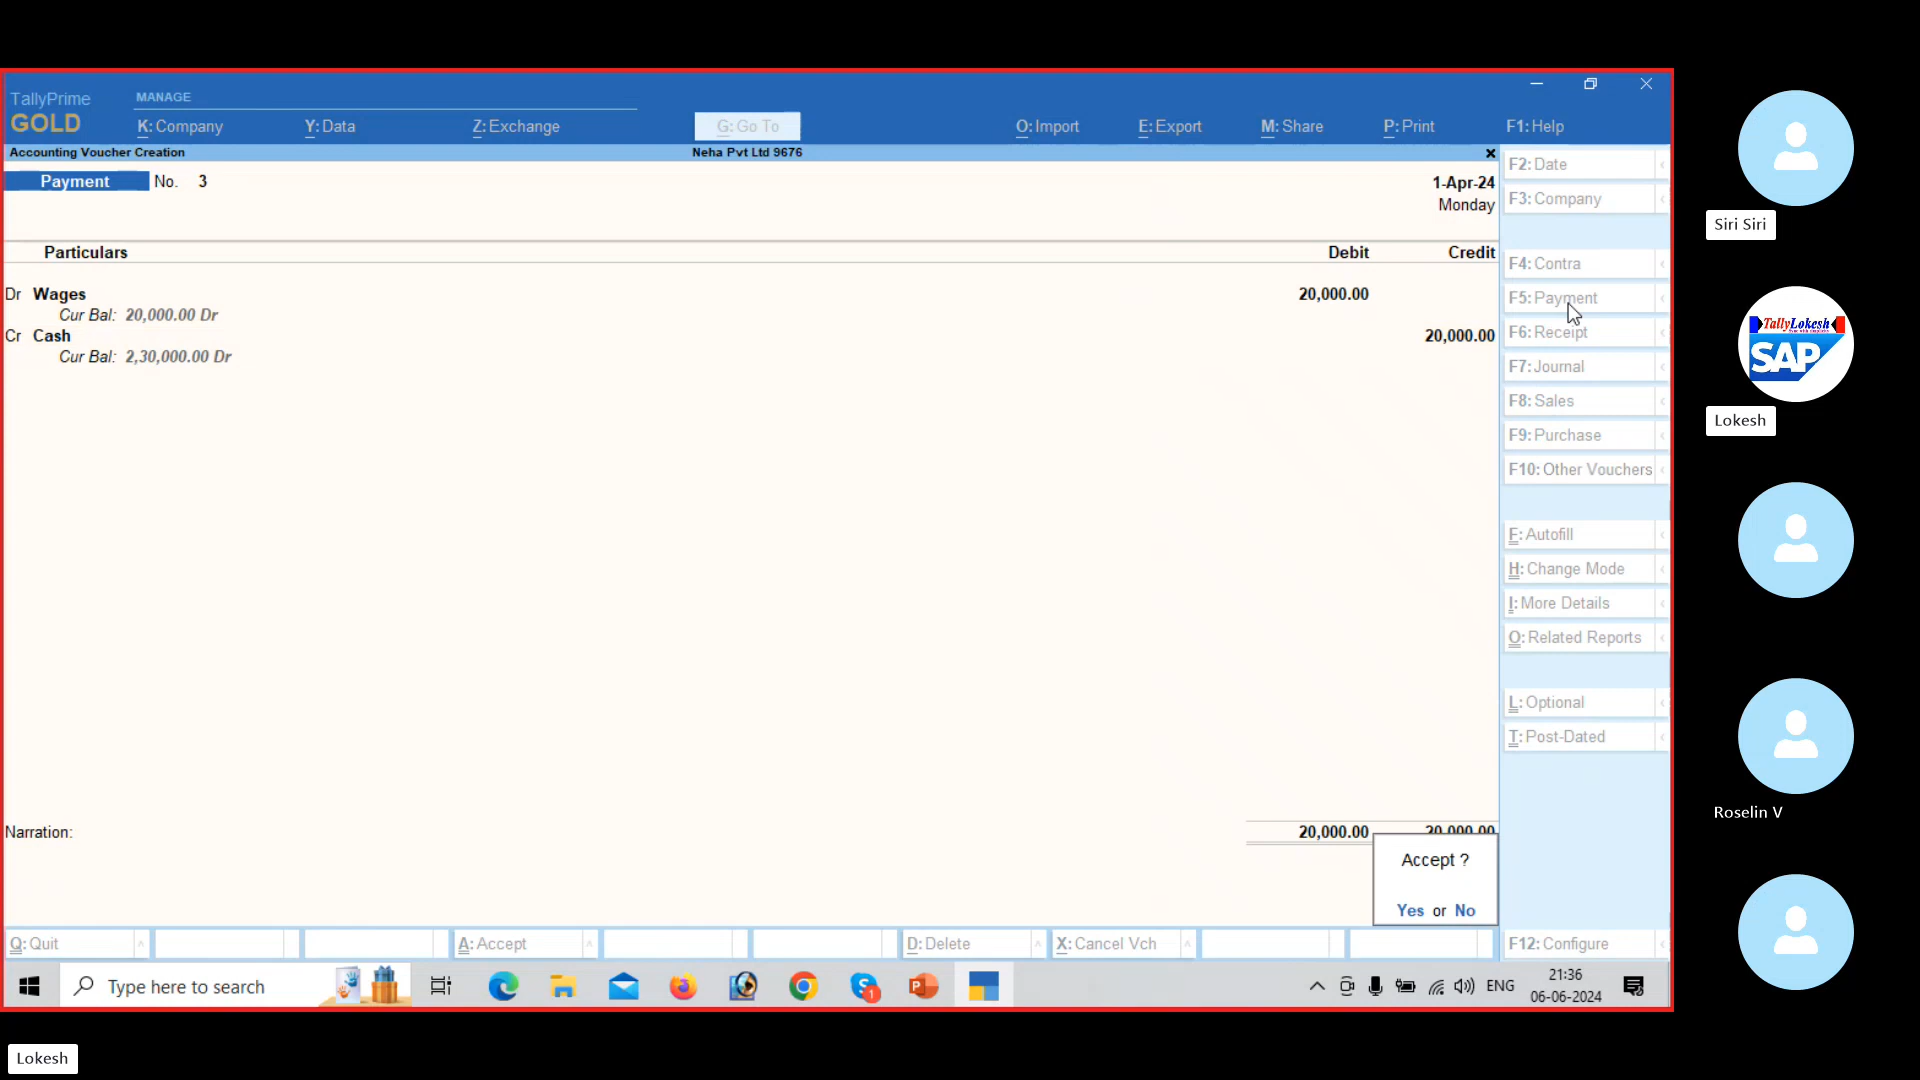 TallyPrime
GOLD
MANAGE
K: Company Y: Data Z: Exchange G: Go To O: Import E: Export M: Share P: Print F1: Help
Accounting Voucher Creation Neha Pvt Ltd 9676
Payment No. 3 1-Apr-24
Monday
Particulars Debit Credit
Dr Wages 20,000.00
Cur Bal: 20,000.00 Dr
Cr Cash 20,000.00
Cur Bal: 2,30,000.00 Dr
Narration: 20,000.00 20,000.00
Accept ?
Yes or No
Q: Quit A: Accept D: Delete X: Cancel Vch
F2: Date
F3: Company
F4: Contra
F5: Payment
F6: Receipt
F7: Journal
F8: Sales
F9: Purchase
F10: Other Vouchers
F: Autofill
H: Change Mode
I: More Details
O: Related Reports
L: Optional
T: Post-Dated
F12: Configure
Type here to search
1
ENG
21:36
06-06-2024
Siri Siri
TallyLokesh
SAP
Lokesh
Roselin V
Lokesh